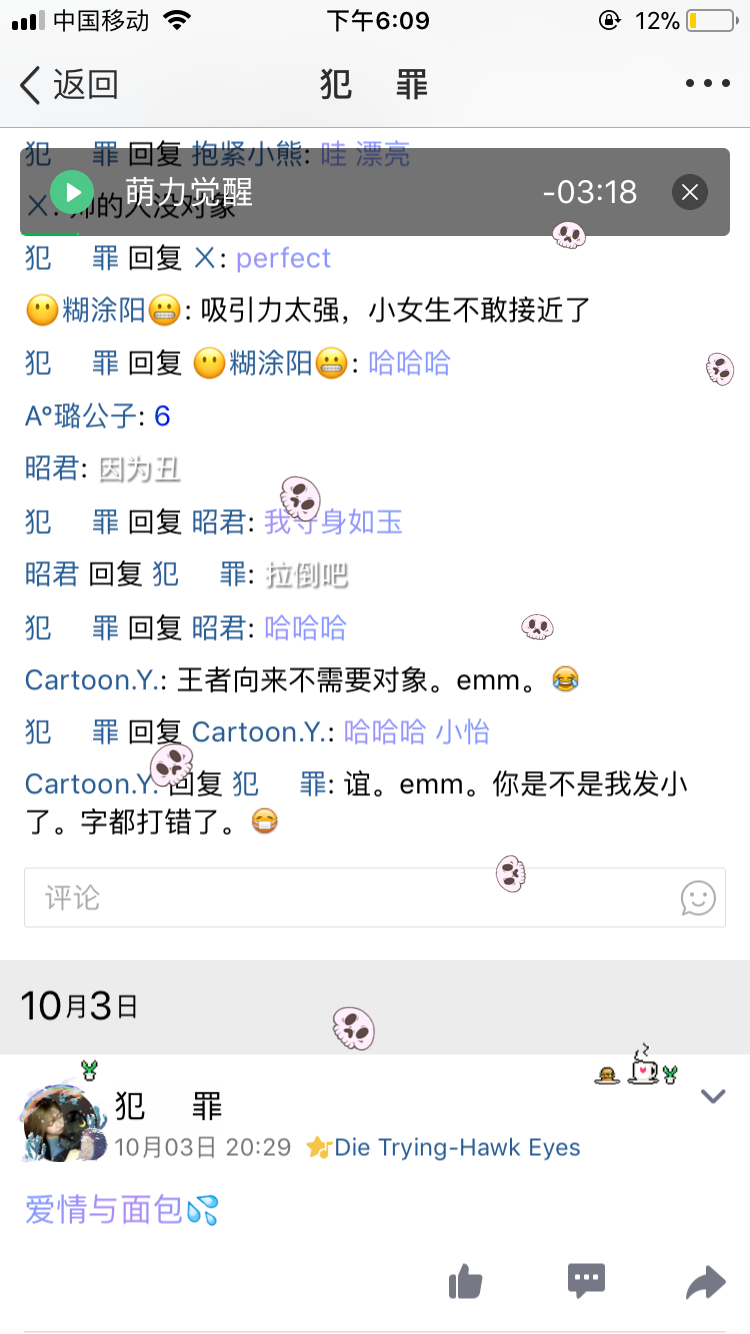 中国移动 下午6:09 12%
返回 犯 罪
犯 罪 回复 抱紧小熊: 哇 漂亮
萌力觉醒 -03:18
X: 帅的人没对象
犯 罪 回复 X: perfect
😶糊涂阳😬: 吸引力太强，小女生不敢接近了
犯 罪 回复 😶糊涂阳😬: 哈哈哈
A°璐公子: 6
昭君: 因为丑
犯 罪 回复 昭君: 我守身如玉
昭君 回复 犯 罪: 拉倒吧
犯 罪 回复 昭君: 哈哈哈
Cartoon.Y.: 王者向来不需要对象。emm。😂
犯 罪 回复 Cartoon.Y.: 哈哈哈 小怡
Cartoon.Y. 回复 犯 罪: 谊。emm。你是不是我发小
了。字都打错了。😷
评论
10月3日
犯 罪
10月03日 20:29 Die Trying-Hawk Eyes
爱情与面包💦